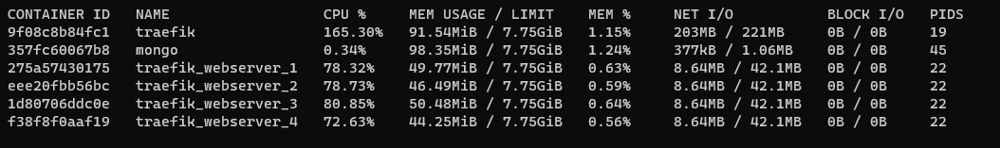 CONTAINER ID   NAME                  CPU %     MEM USAGE / LIMIT   MEM %     NET I/O           BLOCK I/O   PIDS
9f08c8b84fc1   traefik               165.30%   91.54MiB / 7.75GiB   1.15%     203MB / 221MB     0B / 0B     19
357fc60067b8   mongo                 0.34%     98.35MiB / 7.75GiB   1.24%     377kB / 1.06MB    0B / 0B     45
275a57430175   traefik_webserver_1   78.32%    49.77MiB / 7.75GiB   0.63%     8.64MB / 42.1MB   0B / 0B     22
eee20fbb56bc   traefik_webserver_2   78.73%    46.49MiB / 7.75GiB   0.59%     8.64MB / 42.1MB   0B / 0B     22
1d80706ddc0e   traefik_webserver_3   80.85%    50.48MiB / 7.75GiB   0.64%     8.64MB / 42.1MB   0B / 0B     22
f38f8f0aaf19   traefik_webserver_4   72.63%    44.25MiB / 7.75GiB   0.56%     8.64MB / 42.1MB   0B / 0B     22